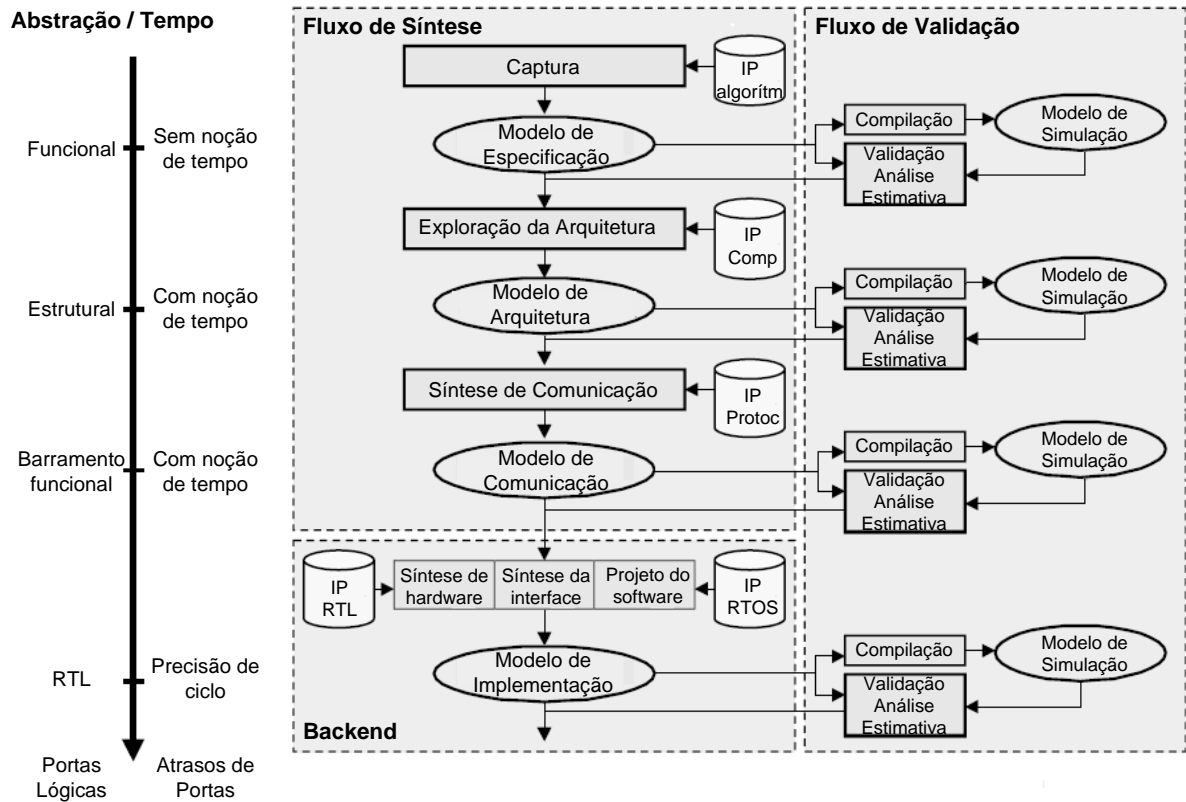 Abstração / Tempo
Funcional
Sem noção
de tempo
Estrutural
Com noção
de tempo
Barramento
funcional
Com noção
de tempo
RTL
Precisão de
ciclo
Portas
Lógicas
Atrasos de
Portas
Fluxo de Síntese
Captura
IP
algorítm
Modelo de
Especificação
Exploração da Arquitetura
IP
Comp
Modelo de
Arquitetura
Síntese de Comunicação
IP
Protoc
Modelo de
Comunicação
IP
RTL
Síntese de
hardware
Síntese da
interface
Projeto do
software
IP
RTOS
Modelo de
Implementação
Backend
Fluxo de Validação
Compilação
Modelo de
Simulação
Validação
Análise
Estimativa
Compilação
Modelo de
Simulação
Validação
Análise
Estimativa
Compilação
Modelo de
Simulação
Validação
Análise
Estimativa
Compilação
Modelo de
Simulação
Validação
Análise
Estimativa